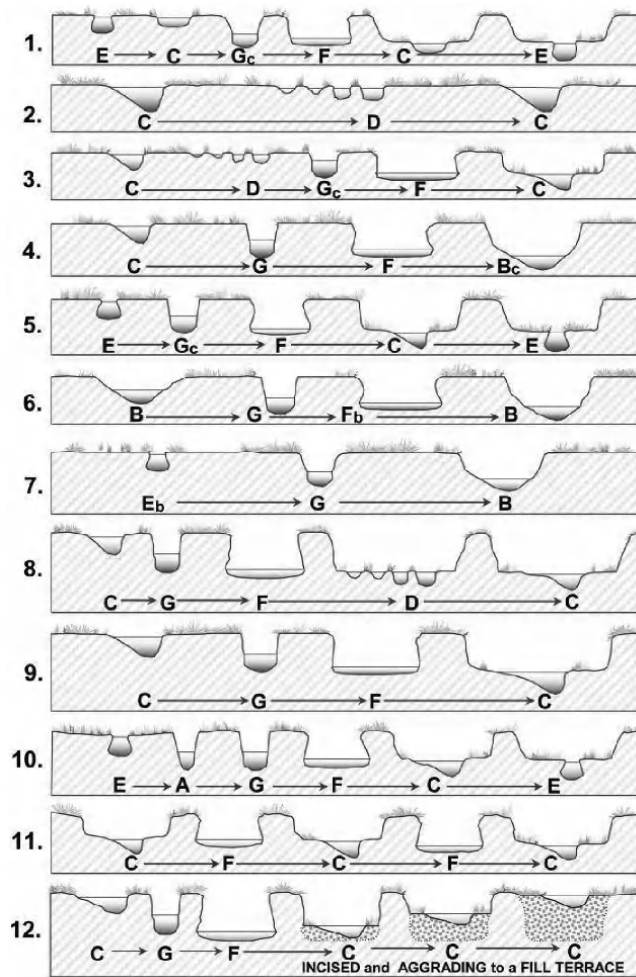 1. E → C → Gc → F → C → E
2. C → D → C
3. C → D → Gc → F → C
4. C → G → F → Bc
5. E → Gc → F → C → E
6. B → G → Fb → B
7. Eb → G → B
8. C → G → F → D → C
9. C → G → F → C
10. E → A → G → F → C → E
11. C → F → C → F → C
12. C → G → F → C → C → C
INCISED and AGGRADING to a FILL TERRACE